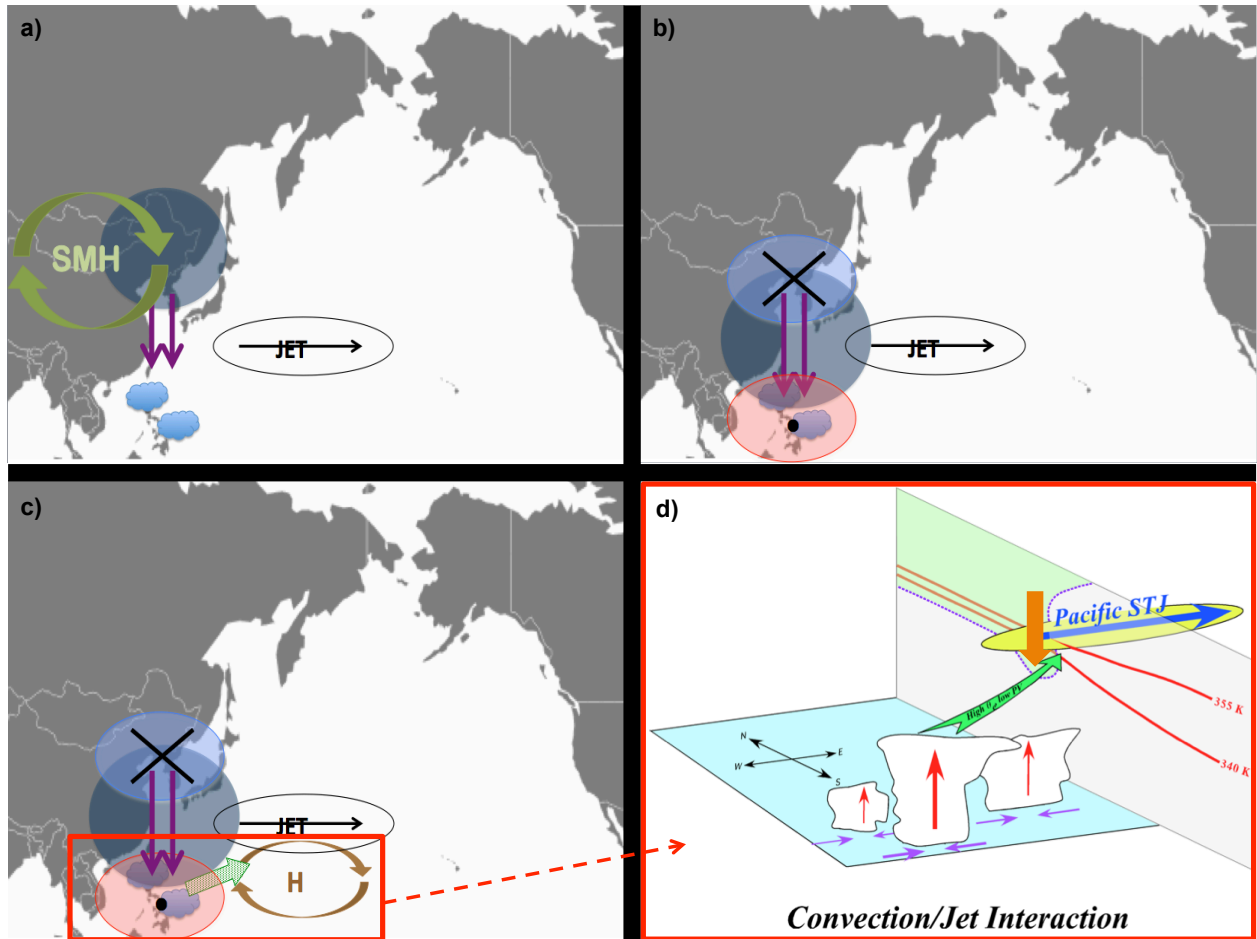 a)
SMH
JET
b)
JET
c)
JET
H
d)
Pacific STJ
High θe low PV
355 K
340 K
N
E
W
S
Convection/Jet Interaction